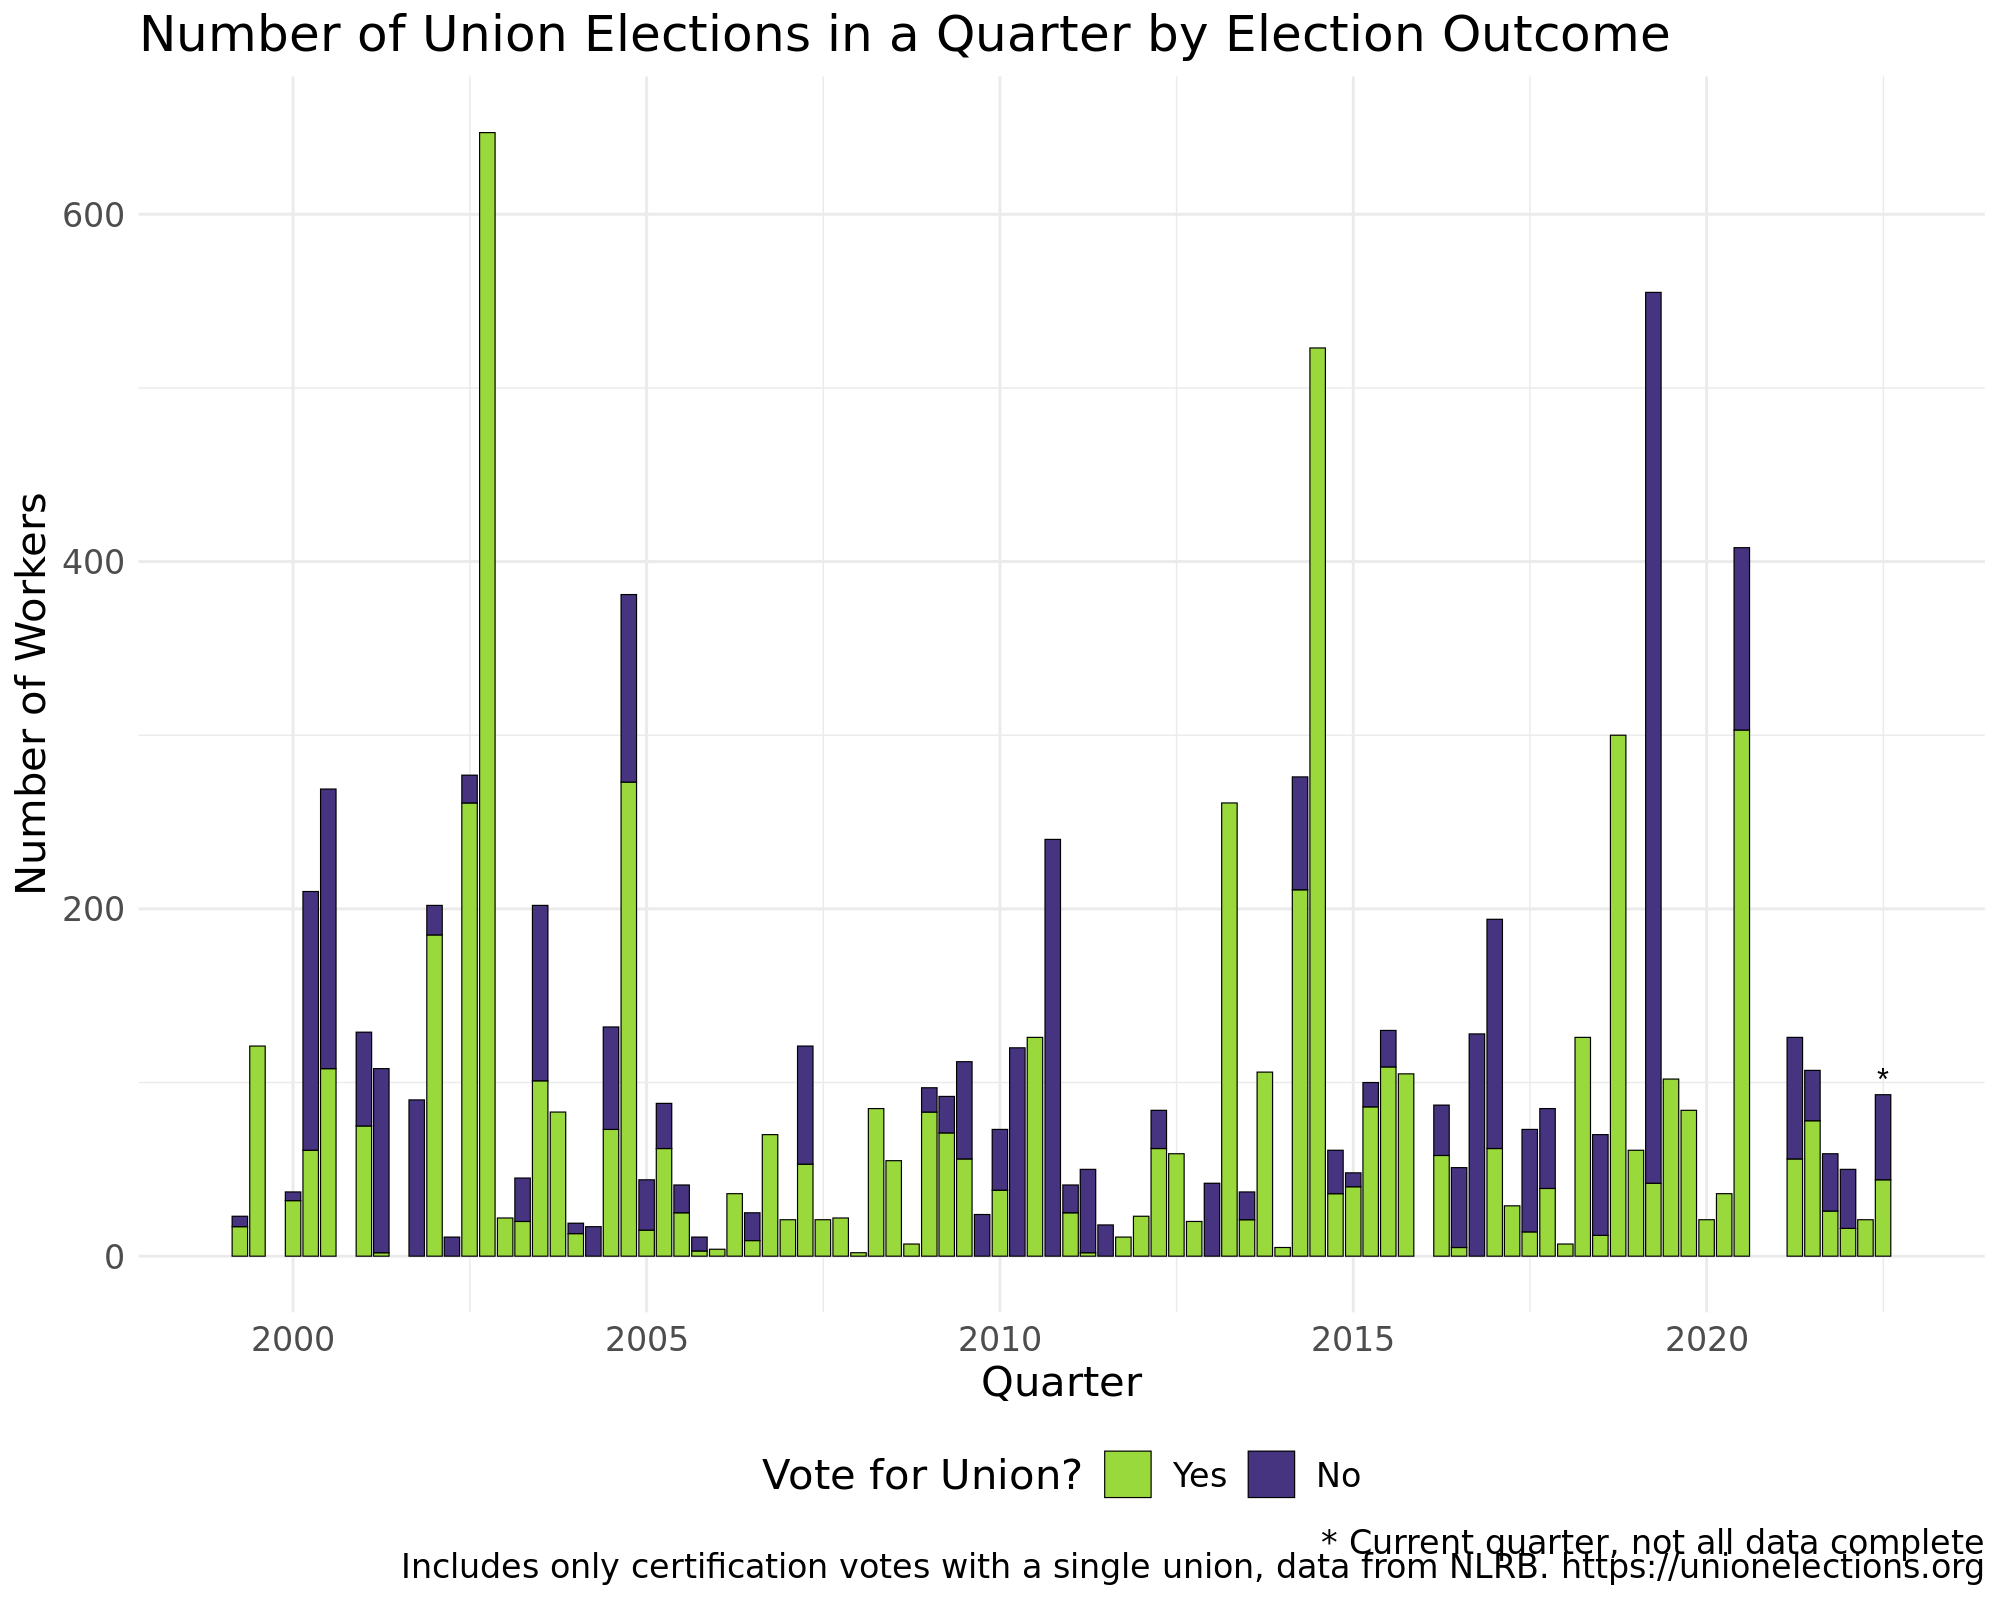 Number of Union Elections in a Quarter by Election Outcome
Number of Workers
600
400
200
0
*
2000 2005 2010 2015 2020
Quarter
Vote for Union? Yes No
* Current quarter, not all data complete
Includes only certification votes with a single union, data from NLRB. https://unionelections.org